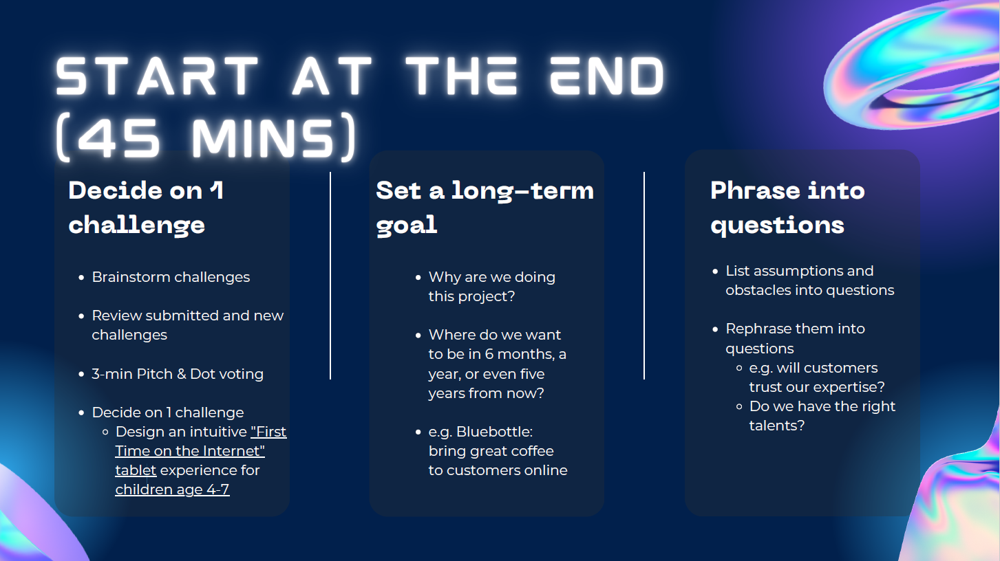 START AT THE END
(45 MINS)
Decide on 1
challenge
• Brainstorm challenges
• Review submitted and new
challenges
• 3-min Pitch & Dot voting
• Decide on 1 challenge
◦ Design an intuitive "First
Time on the Internet"
tablet experience for
children age 4-7
Set a long-term
goal
• Why are we doing
this project?
• Where do we want
to be in 6 months, a
year, or even five
years from now?
• e.g. Bluebottle:
bring great coffee
to customers online
Phrase into
questions
• List assumptions and
obstacles into questions
• Rephrase them into
questions
◦ e.g. will customers
trust our expertise?
◦ Do we have the right
talents?